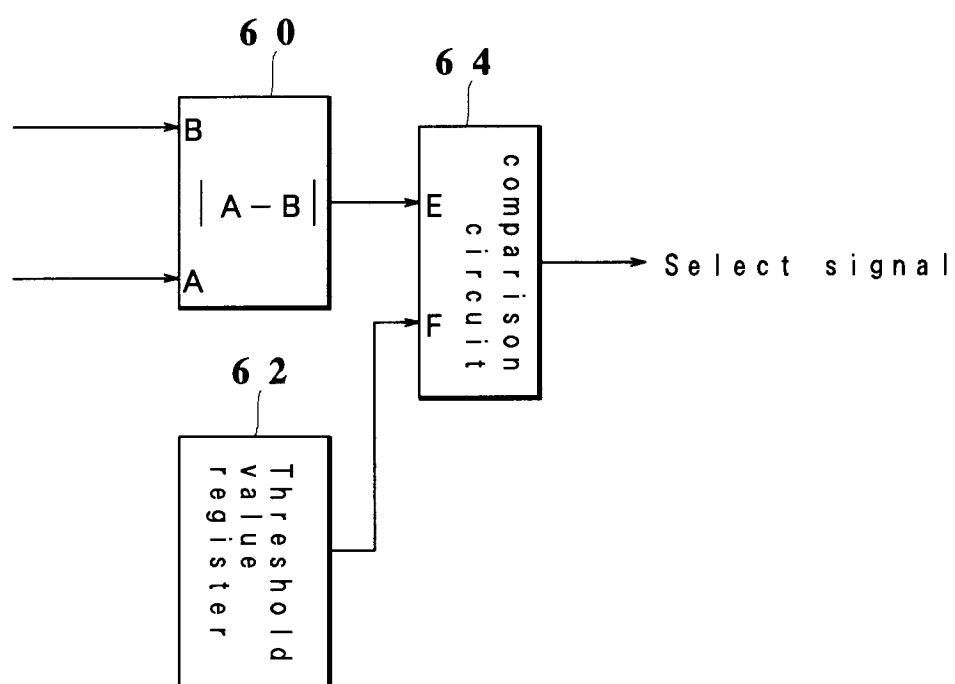 60
64
B
| A - B |
A
E
F
comparison
circuit
Select signal
62
Threshold
value
register